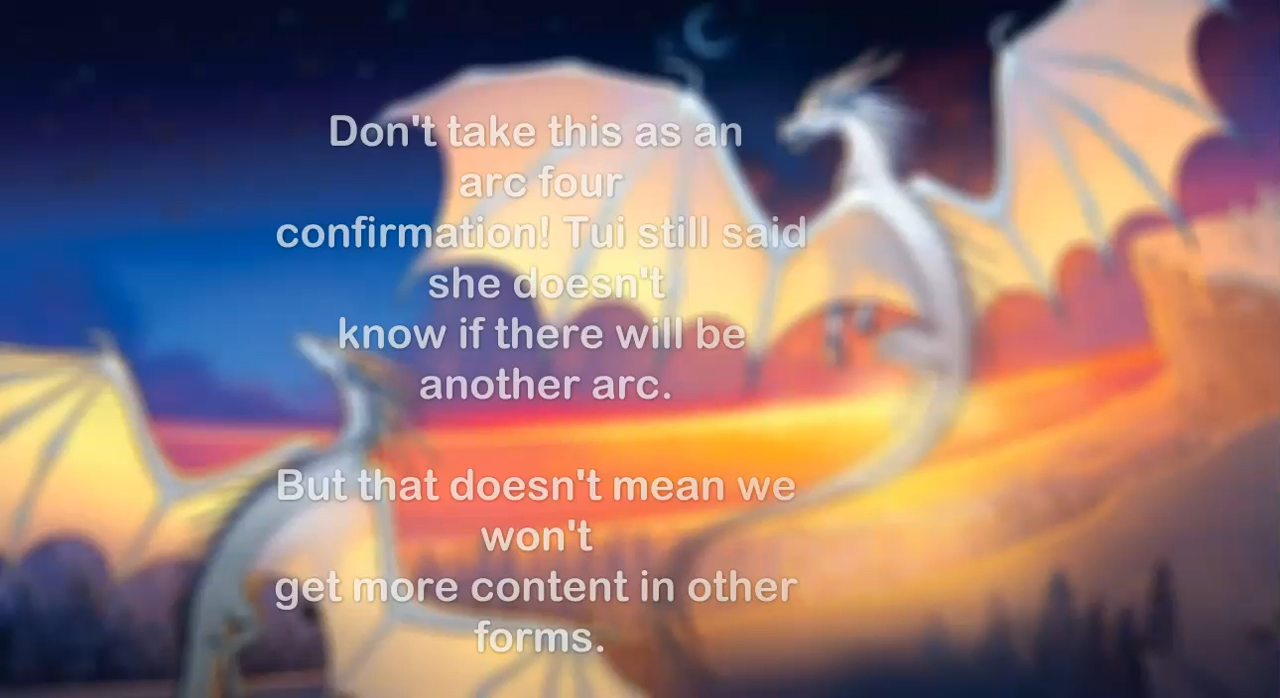 Don't take this as an
arc four
confirmation! Tui still said
she doesn't
know if there will be
another arc.
But that doesn't mean we
won't
get more content in other
forms.